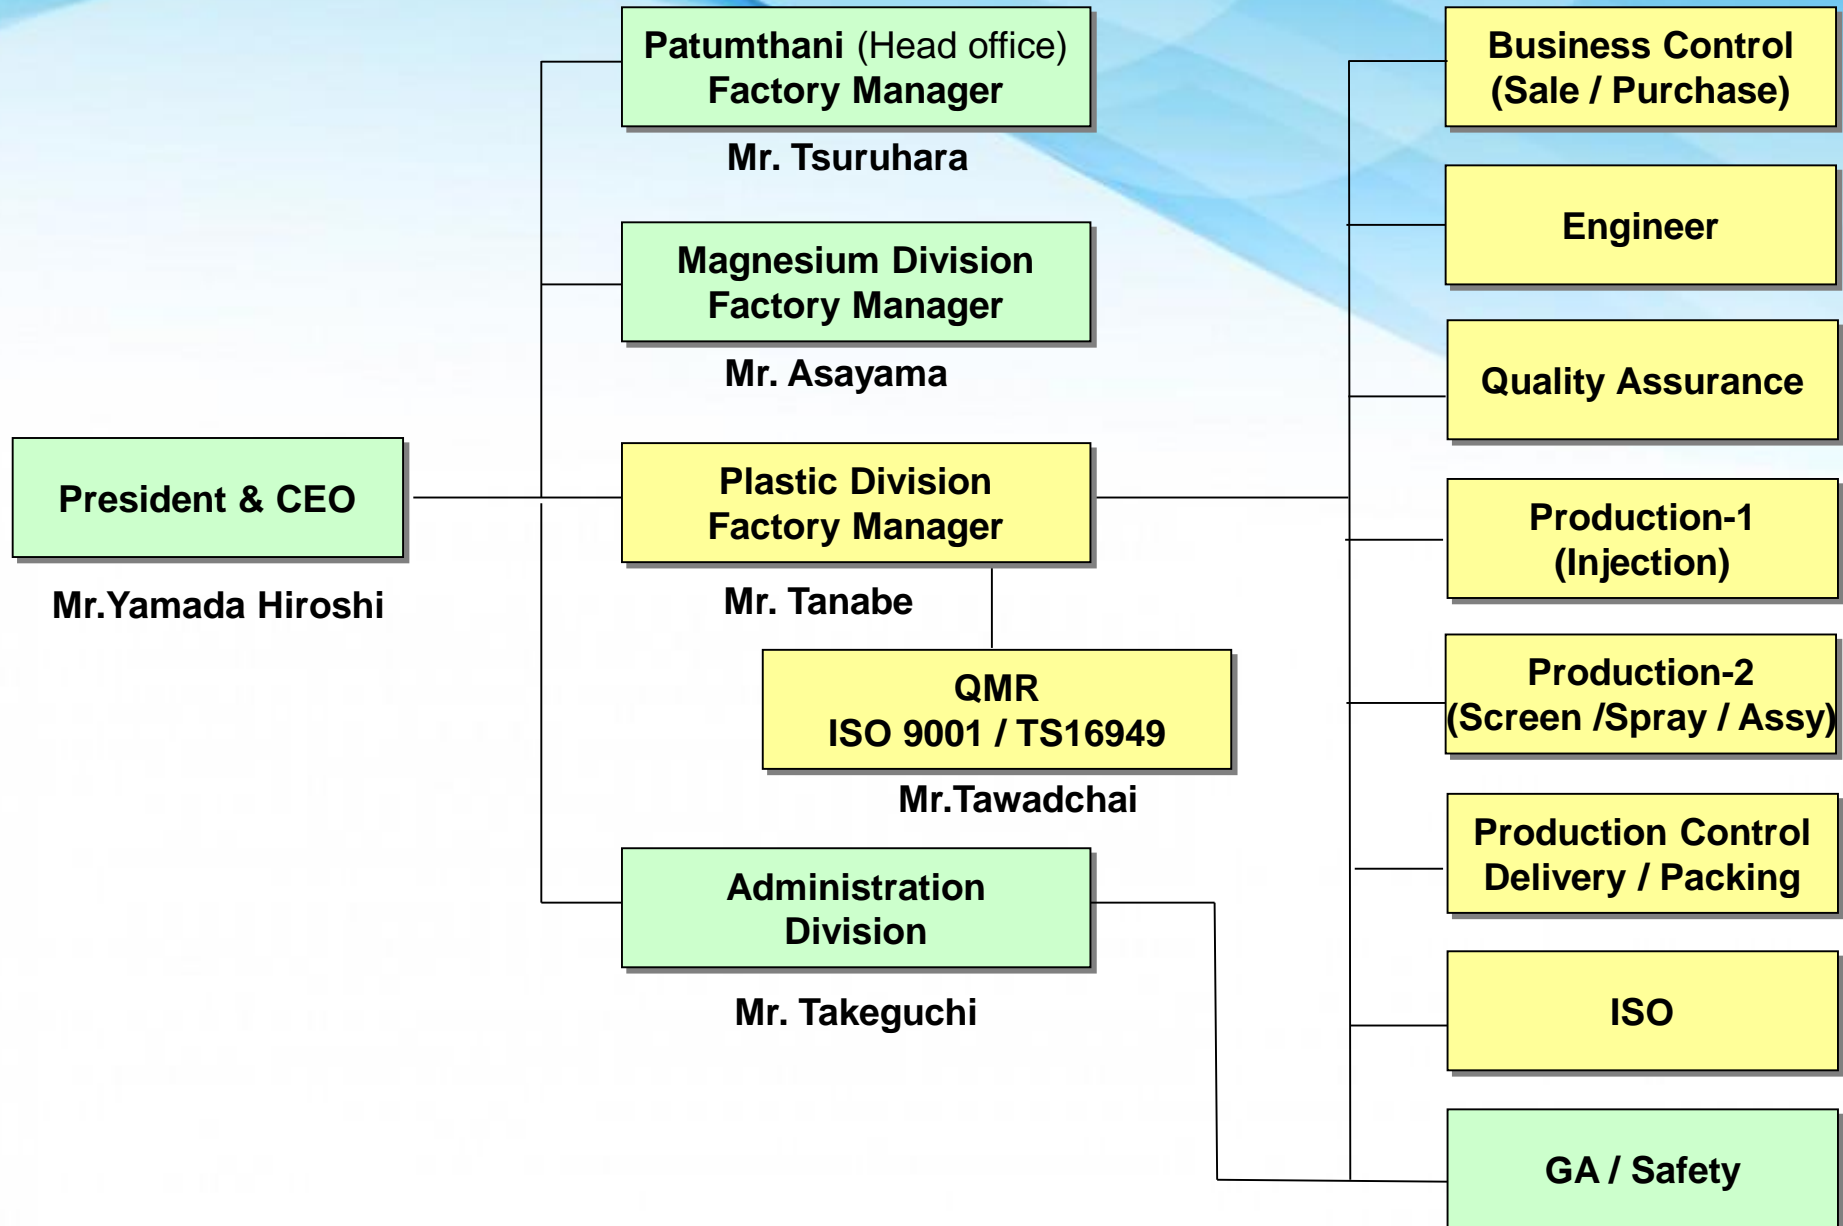 Patumthani (Head office)
Factory Manager
Mr. Tsuruhara
Magnesium Division
Factory Manager
Mr. Asayama
President & CEO
Mr.Yamada Hiroshi
Plastic Division
Factory Manager
Mr. Tanabe
QMR
ISO 9001 / TS16949
Mr.Tawadchai
Administration
Division
Mr. Takeguchi
Business Control
(Sale / Purchase)
Engineer
Quality Assurance
Production-1
(Injection)
Production-2
(Screen /Spray / Assy)
Production Control
Delivery / Packing
ISO
GA / Safety